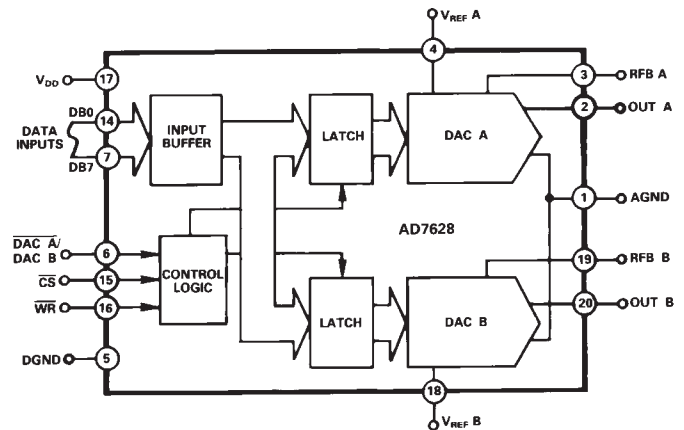 VREF A
4
VDD
17
3
RFB A
DB0
14
2
OUT A
DATA
INPUTS
INPUT
BUFFER
LATCH
DAC A
7
DB7
1
AGND
AD7628
DAC A/
DAC B
6
19
RFB B
CS
15
CONTROL
LOGIC
WR
16
LATCH
DAC B
20
OUT B
DGND
5
18
VREF B